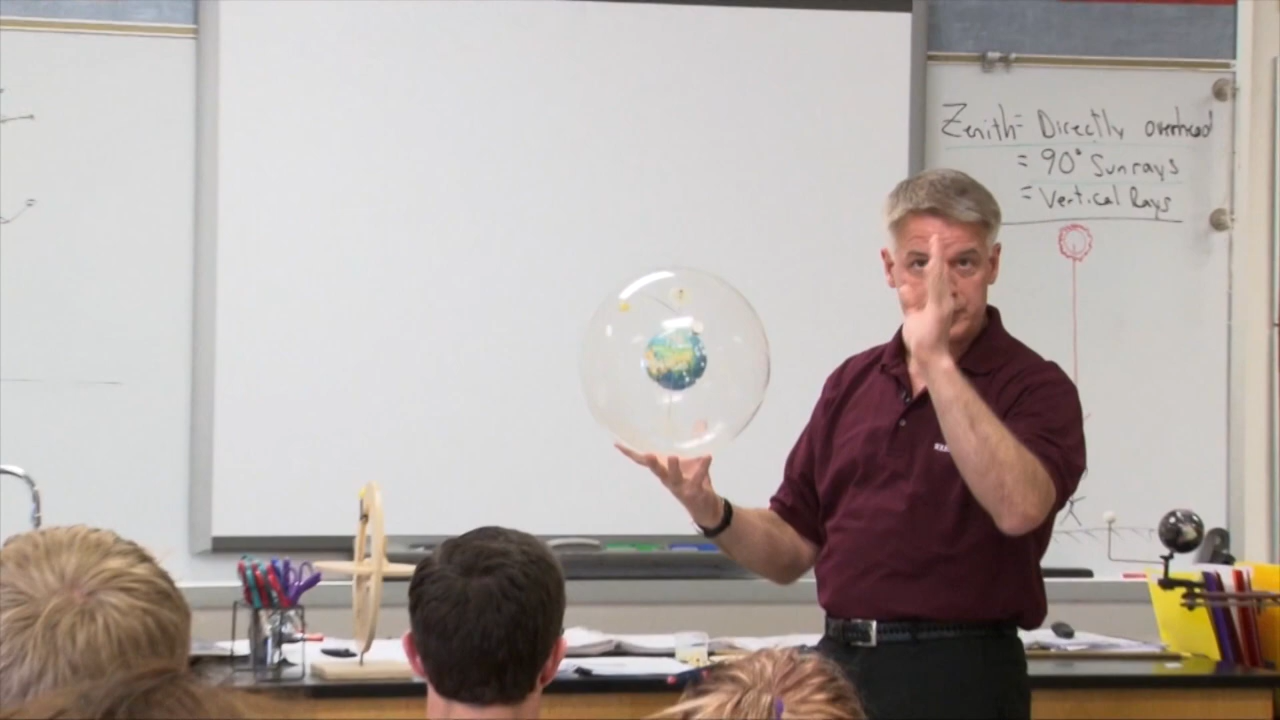 Zenith = Directly overhead
= 90° Sunrays
= Vertical Rays